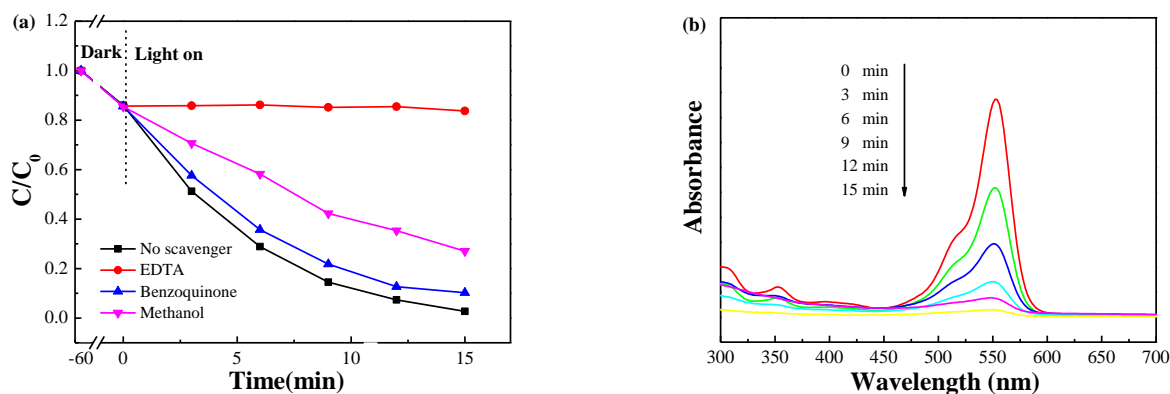 (a)
1.2
1.0
0.8
0.6
0.4
0.2
0.0
C/C0
Dark
Light on
No scavenger
EDTA
Benzoquinone
Methanol
-60 0 5 10 15
Time(min)
(b)
Absorbance
0 min
3 min
6 min
9 min
12 min
15 min
300 350 400 450 500 550 600 650 700
Wavelength (nm)